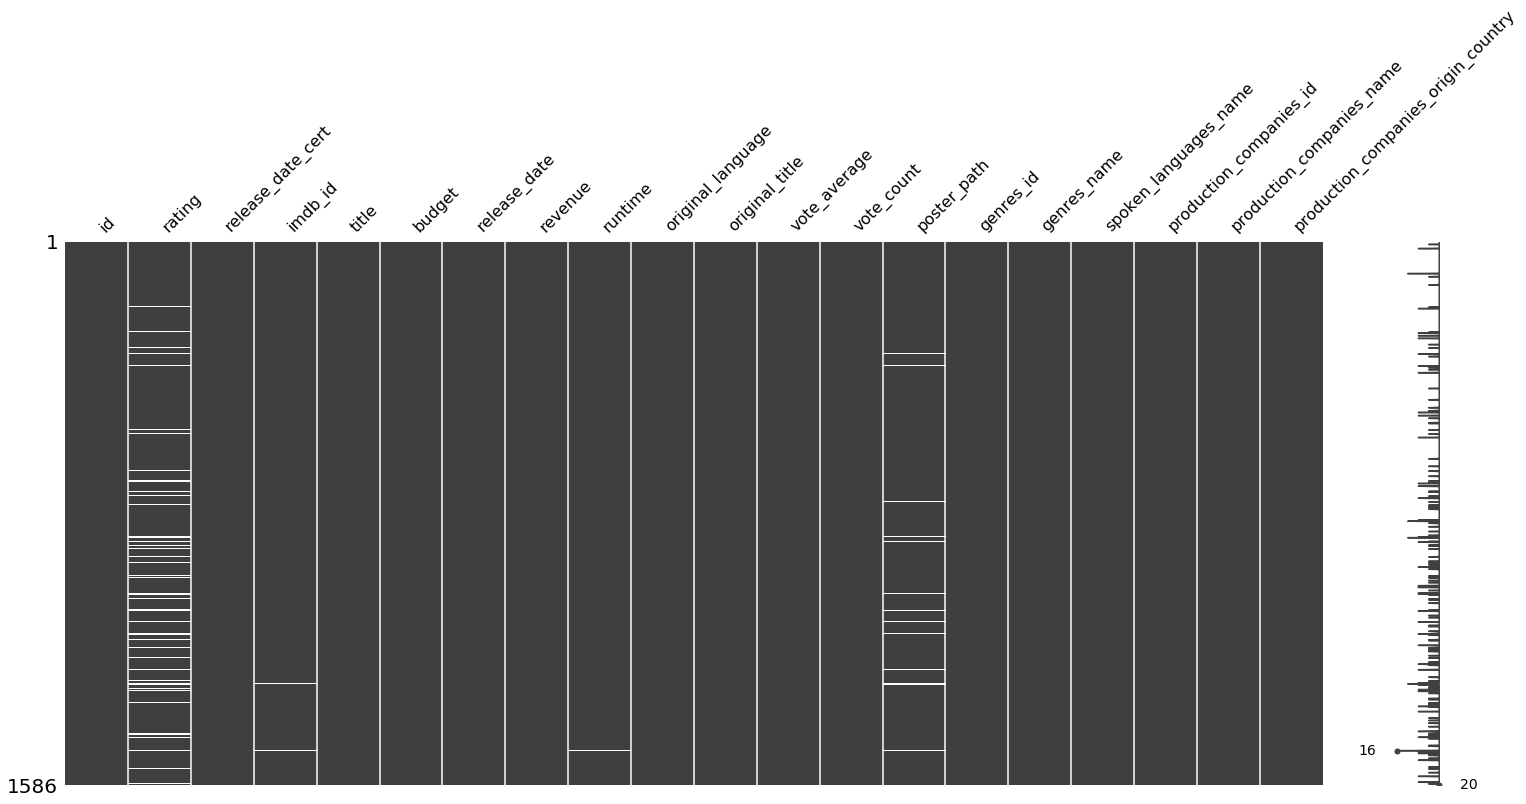 id
rating
release_date_cert
imdb_id
title
budget
release_date
revenue
runtime
original_language
original_title
vote_average
vote_count
poster_path
genres_id
genres_name
spoken_languages_name
production_companies_id
production_companies_name
production_companies_origin_country
1
16
1586
20